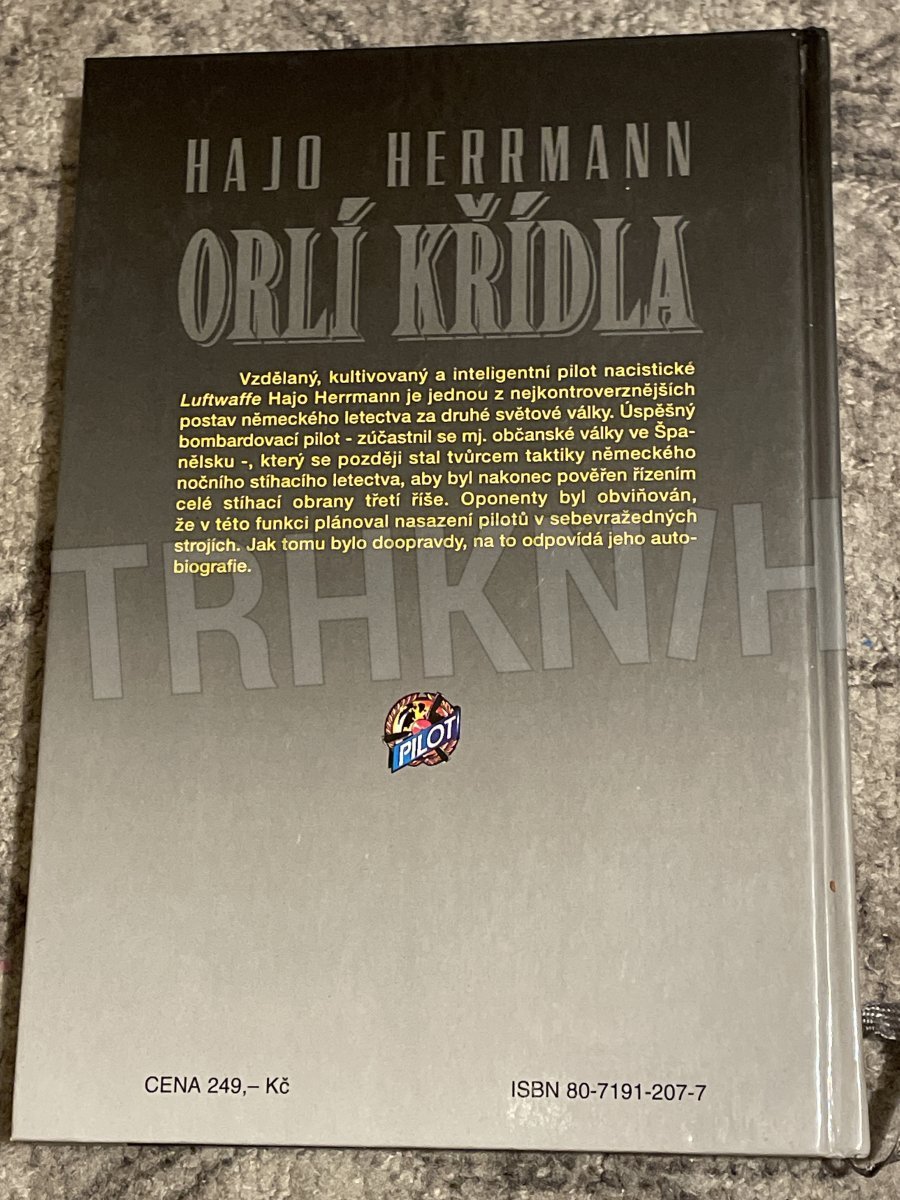 HAJO HERRMANN
ORLÍ KŘÍDLA
Vzdělaný, kultivovaný a inteligentní pilot nacistické
Luftwaffe Hajo Herrmann je jednou z nejkontroverznějších
postav německého letectva za druhé světové války. Úspěšný
bombardovací pilot - zúčastnil se mj. občanské války ve Špa-
nělsku -, který se později stal tvůrcem taktiky německého
nočního stíhacího letectva, aby byl nakonec pověřen řízením
celé stíhací obrany třetí říše. Oponenty byl obviňován,
že v této funkci plánoval nasazení pilotů v sebevražedných
strojích. Jak tomu bylo doopravdy, na to odpovídá jeho auto-
biografie.
TRHKNIH
PILOT
CENA 249,– Kč
ISBN 80-7191-207-7